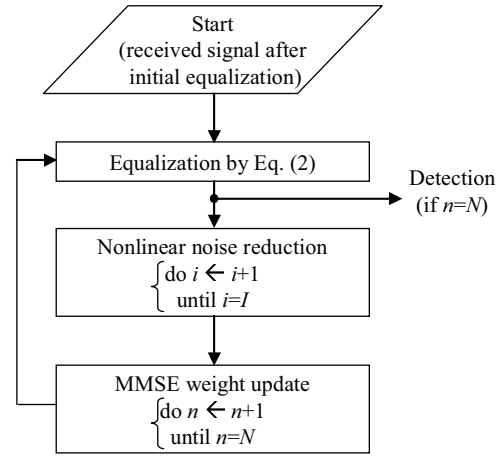 Start
(received signal after
initial equalization)
Equalization by Eq. (2)
Detection
(if n=N)
Nonlinear noise reduction
do i ← i+1
until i=I
MMSE weight update
do n ← n+1
until n=N